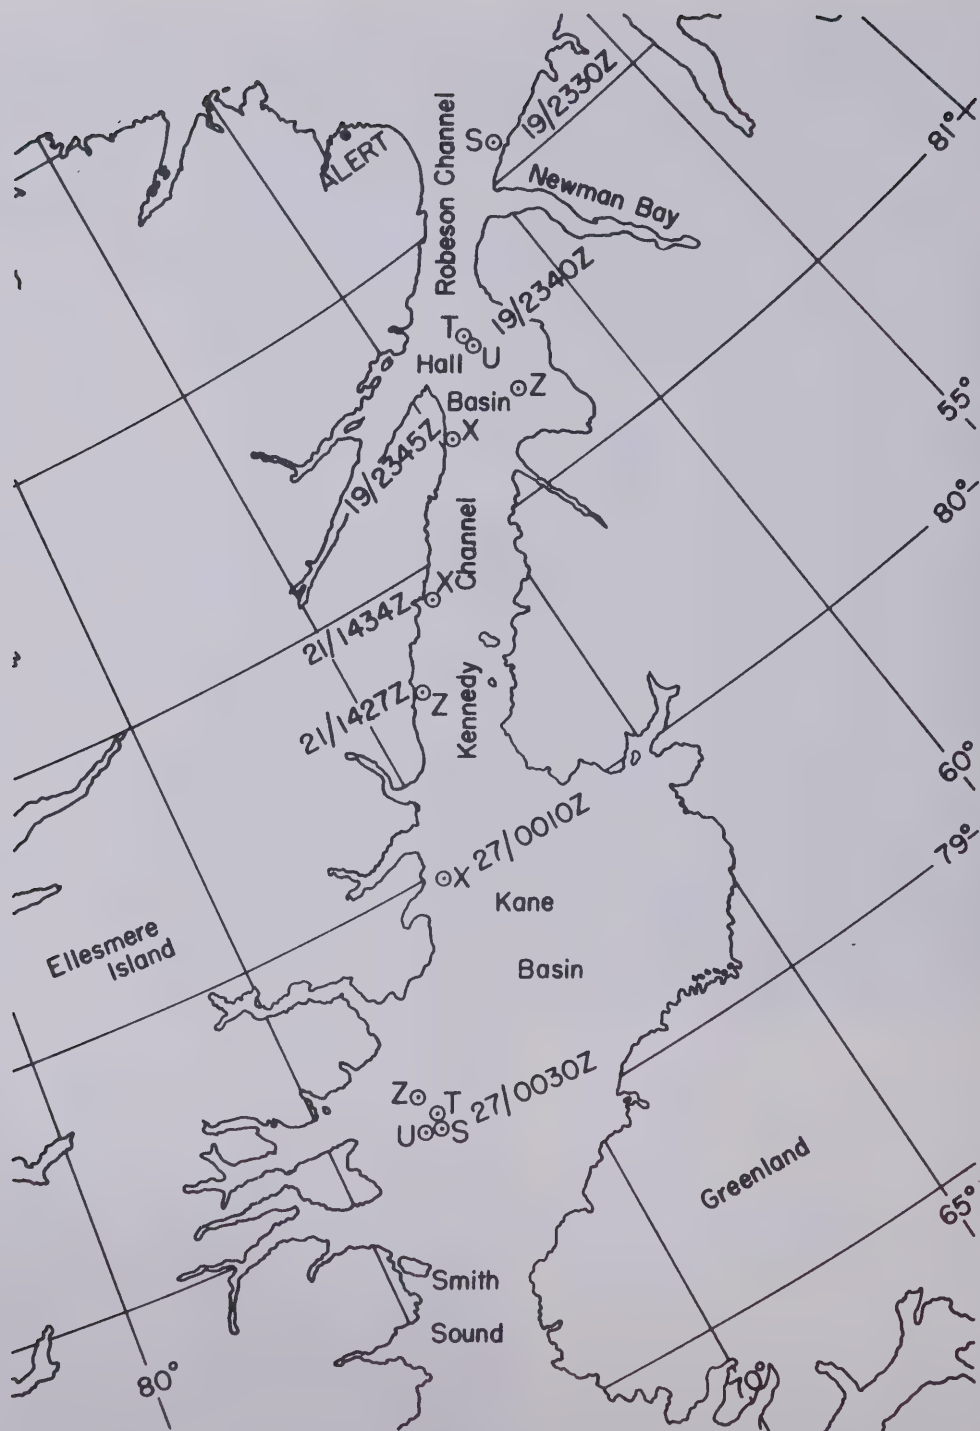 19/2330Z
S
ALERT
Robeson Channel
81°
Newman Bay
19/2340Z
T
U
Hall
Z
Basin
X
19/2345Z
55°
80°
Channel
X
21/1434Z
Kennedy
21/1427Z
Z
60°
27/0010Z
X
79°
Kane
Ellesmere
Island
Basin
27/0030Z
Z
T
U
S
Greenland
65°
Smith
Sound
80°
70°